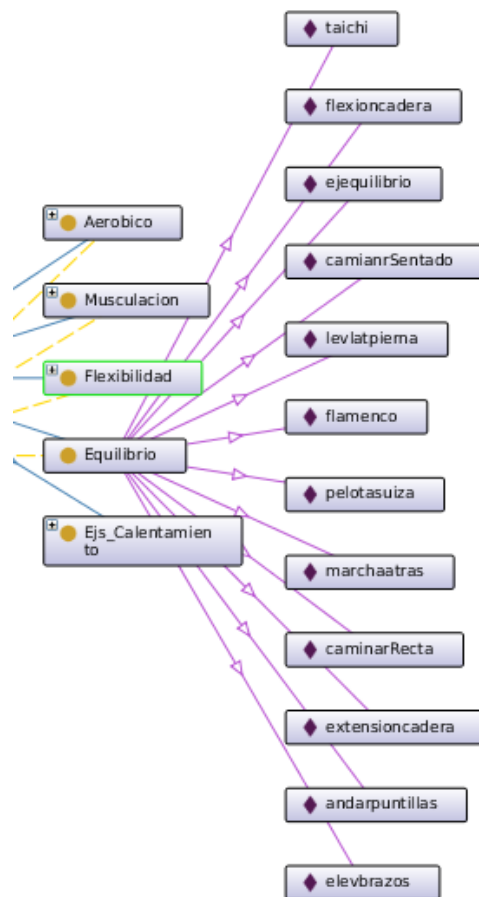 taichi
flexioncadera
ejequilibrio
camianrSentado
levlatpierna
flamenco
pelotasuiza
marchaatras
caminarRecta
extensioncadera
andarpuntillas
elevbrazos
Aerobico
Musculacion
Flexibilidad
Equilibrio
Ejs_Calentamien
to